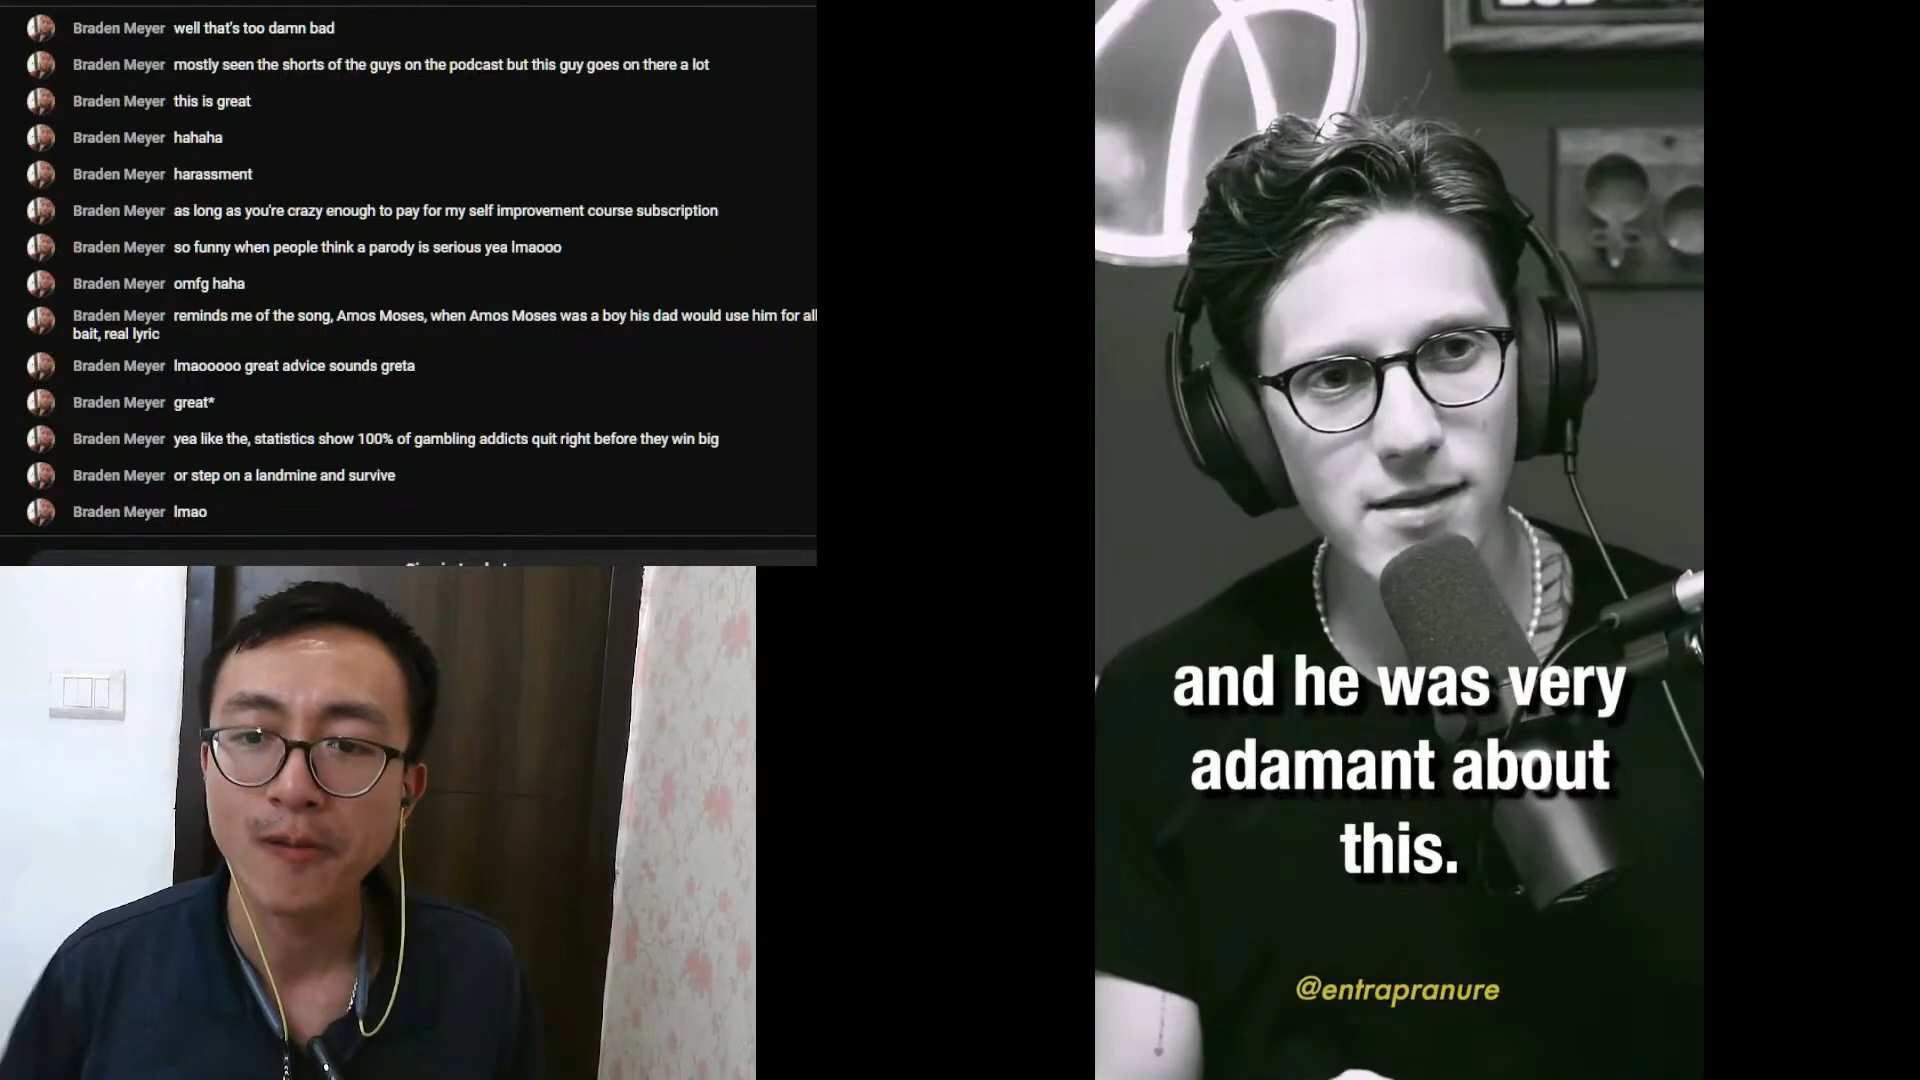 Braden Meyer well that's too damn bad
Braden Meyer mostly seen the shorts of the guys on the podcast but this guy goes on there a lot
Braden Meyer this is great
Braden Meyer hahaha
Braden Meyer harassment
Braden Meyer as long as you're crazy enough to pay for my self improvement course subscription
Braden Meyer so funny when people think a parody is serious yea lmaooo
Braden Meyer omfg haha
Braden Meyer reminds me of the song, Amos Moses, when Amos Moses was a boy his dad would use him for all
bait, real lyric
Braden Meyer lmaooooo great advice sounds greta
Braden Meyer great*
Braden Meyer yea like the, statistics show 100% of gambling addicts quit right before they win big
Braden Meyer or step on a landmine and survive
Braden Meyer lmao
and he was very
adamant about
this.
@entrapranure